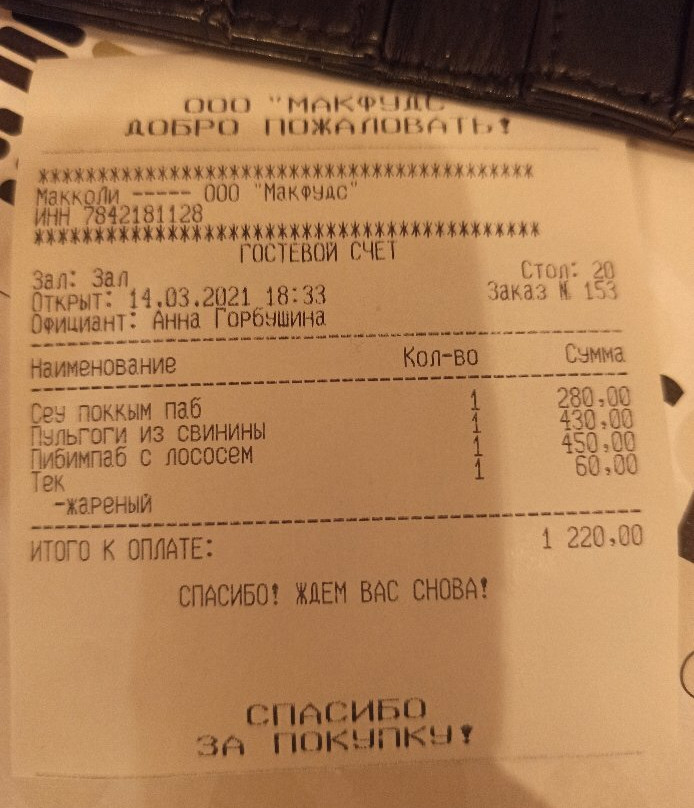 ООО "МАКФУДС
ДОБРО ПОЖАЛОВАТЬ!
******************************************
Макколи ----- ООО "Макфудс"
ИНН 7842181128
******************************************
ГОСТЕВОЙ СЧЕТ
Зал: Зал Стол: 20
Открыт: 14.03.2021 18:33 Заказ № 153
Официант: Анна Горбушина
Наименование Кол-во Сумма
Сеу поккым паб 1 280,00
Пульгоги из свинины 1 430,00
Пибимпаб с лососем 1 450,00
Тек 1 60,00
-жареный
ИТОГО К ОПЛАТЕ: 1 220,00
СПАСИБО! ЖДЕМ ВАС СНОВА!
СПАСИБО
ЗА ПОКУПКУ!